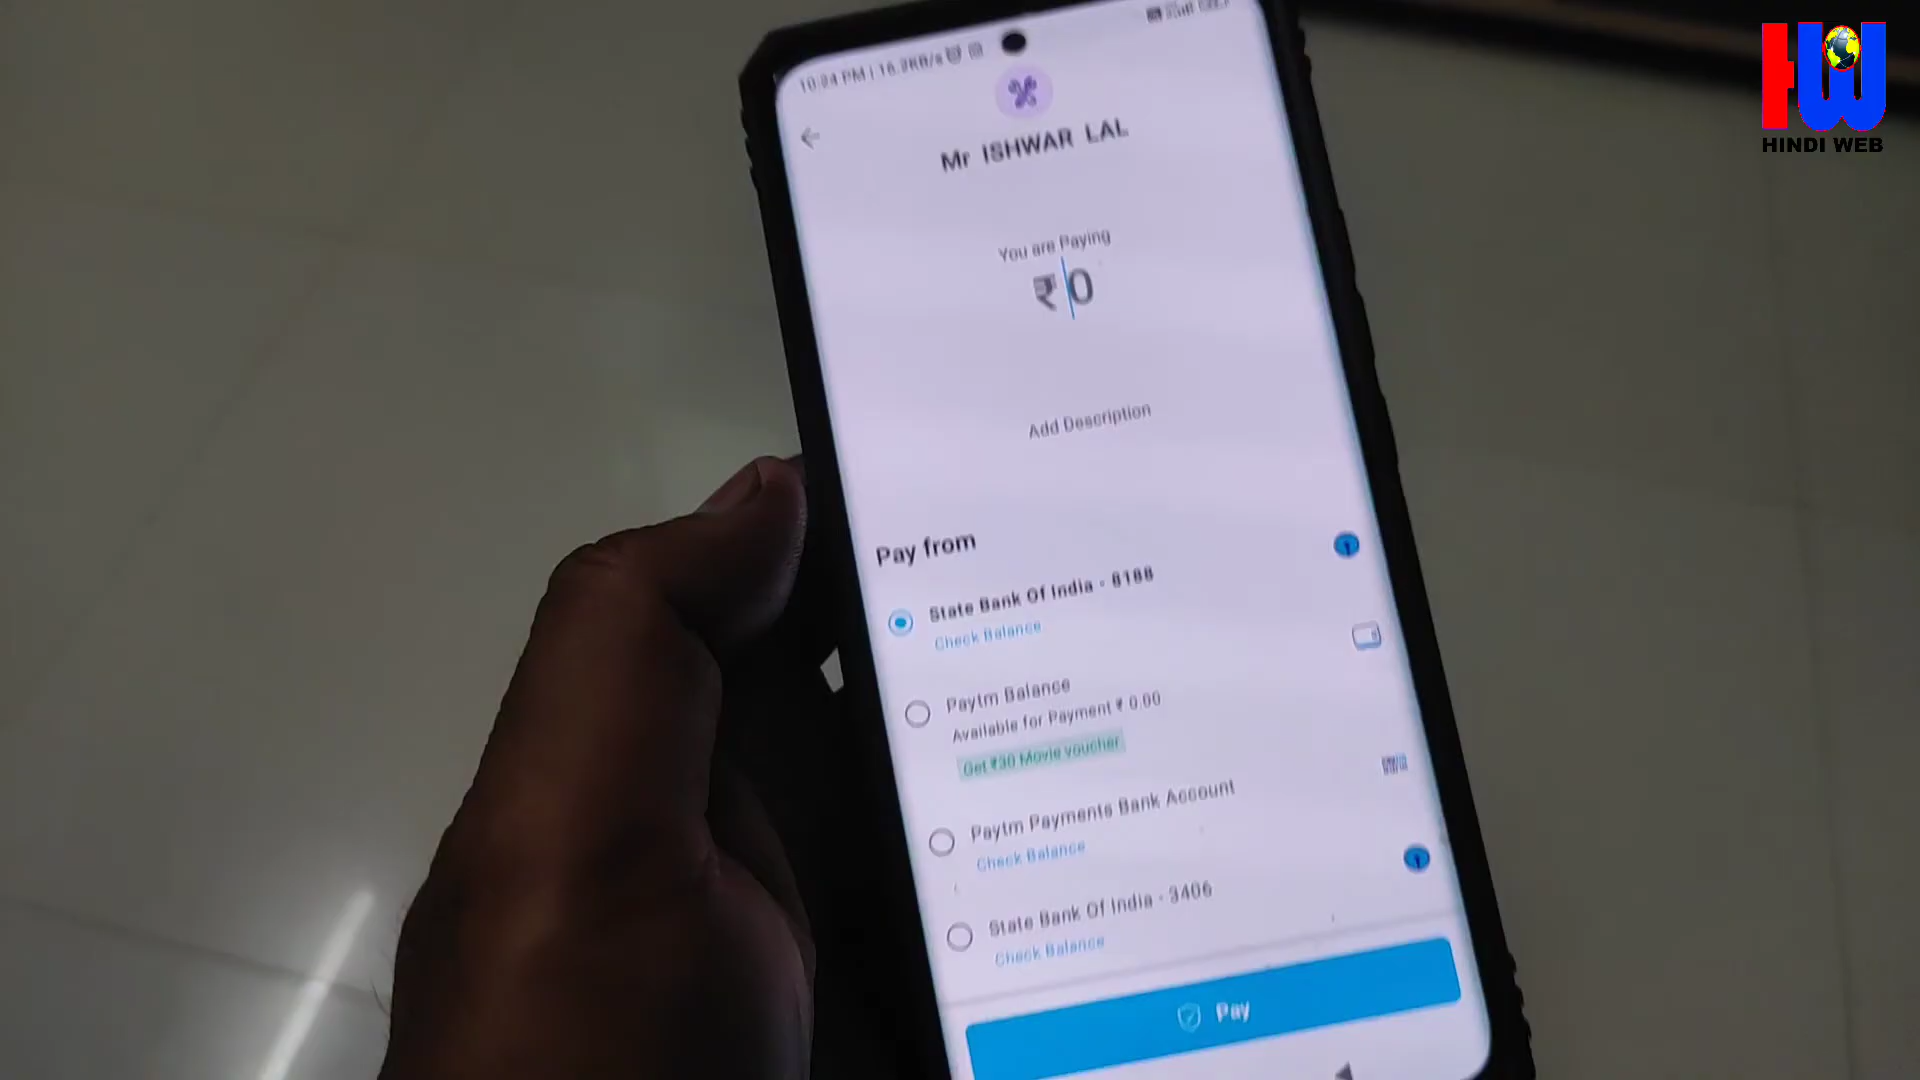 10:24 PM | 16.2KB/s
Mr ISHWAR LAL
You are Paying
₹ 0
Add Description
Pay from
State Bank Of India - 8188
Check Balance
Paytm Balance
Available for Payment ₹ 0.00
Get ₹30 Movie voucher
Paytm Payments Bank Account
Check Balance
State Bank Of India - 3406
Check Balance
Pay
HW
HINDI WEB